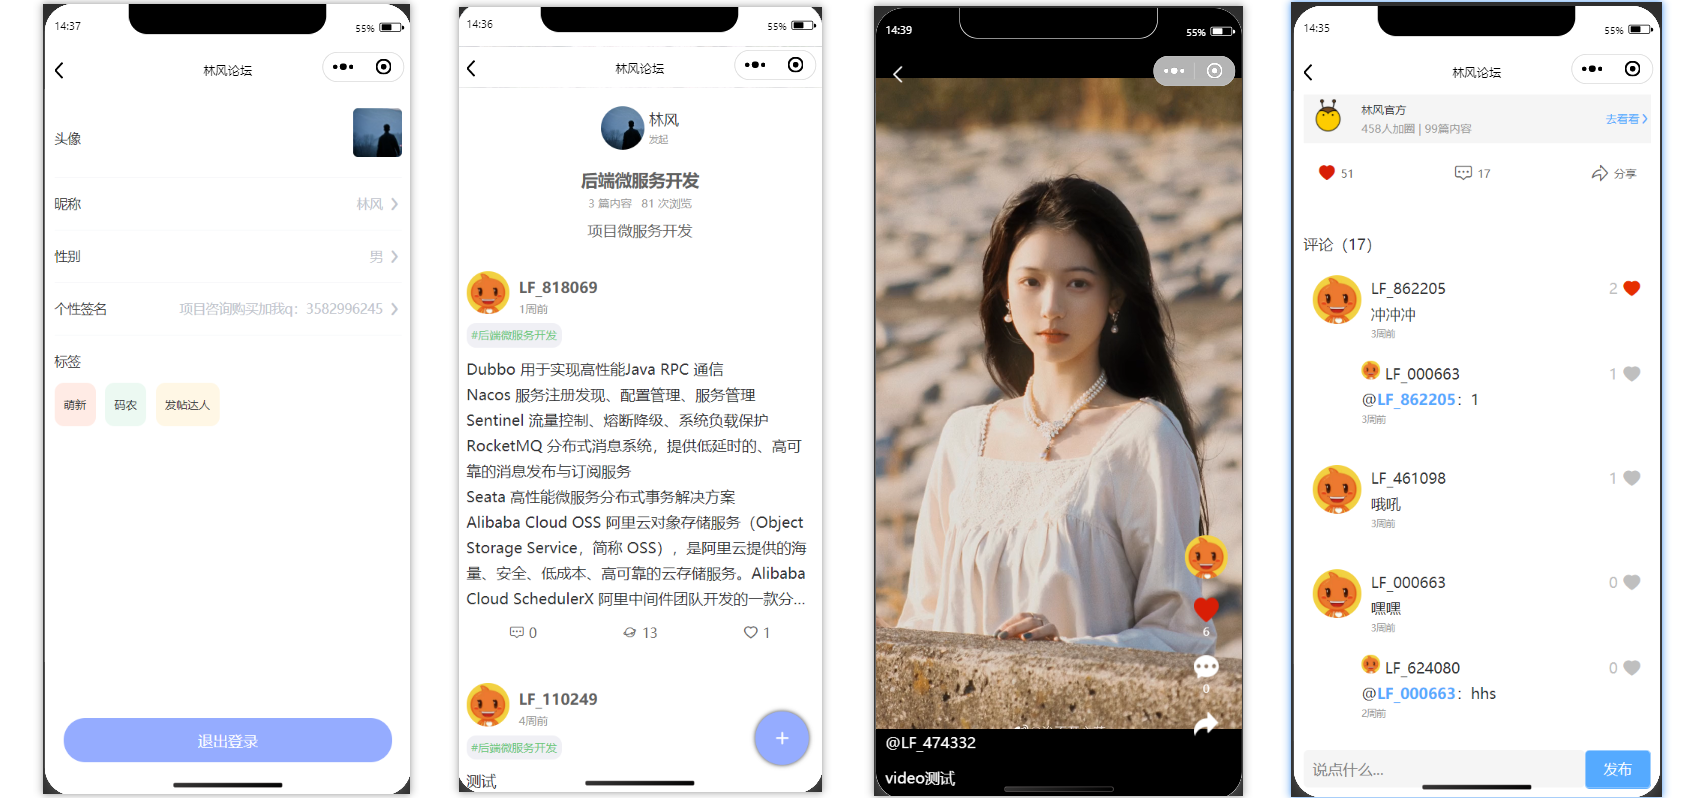 14:37
55%
林风论坛
头像
昵称
林风
性别
男
个性签名
项目咨询购买加我q：3582996245
标签
萌新
码农
发帖达人
退出登录
14:36
55%
林风论坛
林风
发起
后端微服务开发
3 篇内容 81 次浏览
项目微服务开发
LF_818069
1周前
#后端微服务开发
Dubbo 用于实现高性能Java RPC 通信
Nacos 服务注册发现、配置管理、服务管理
Sentinel 流量控制、熔断降级、系统负载保护
RocketMQ 分布式消息系统，提供低延时的、高可
靠的消息发布与订阅服务
Seata 高性能微服务分布式事务解决方案
Alibaba Cloud OSS 阿里云对象存储服务（Object
Storage Service，简称 OSS），是阿里云提供的海
量、安全、低成本、高可靠的云存储服务。Alibaba
Cloud SchedulerX 阿里中间件团队开发的一款分...
0
13
1
LF_110249
4周前
#后端微服务开发
测试
14:39
55%
6
0
@LF_474332
video测试
14:35
55%
林风论坛
林风官方
458人加圈 | 99篇内容
去看看
51
17
分享
评论（17）
LF_862205
2
冲冲冲
3周前
LF_000663
1
@LF_862205：1
3周前
LF_461098
1
哦吼
3周前
LF_000663
0
嘿嘿
3周前
LF_624080
0
@LF_000663：hhs
2周前
说点什么...
发布